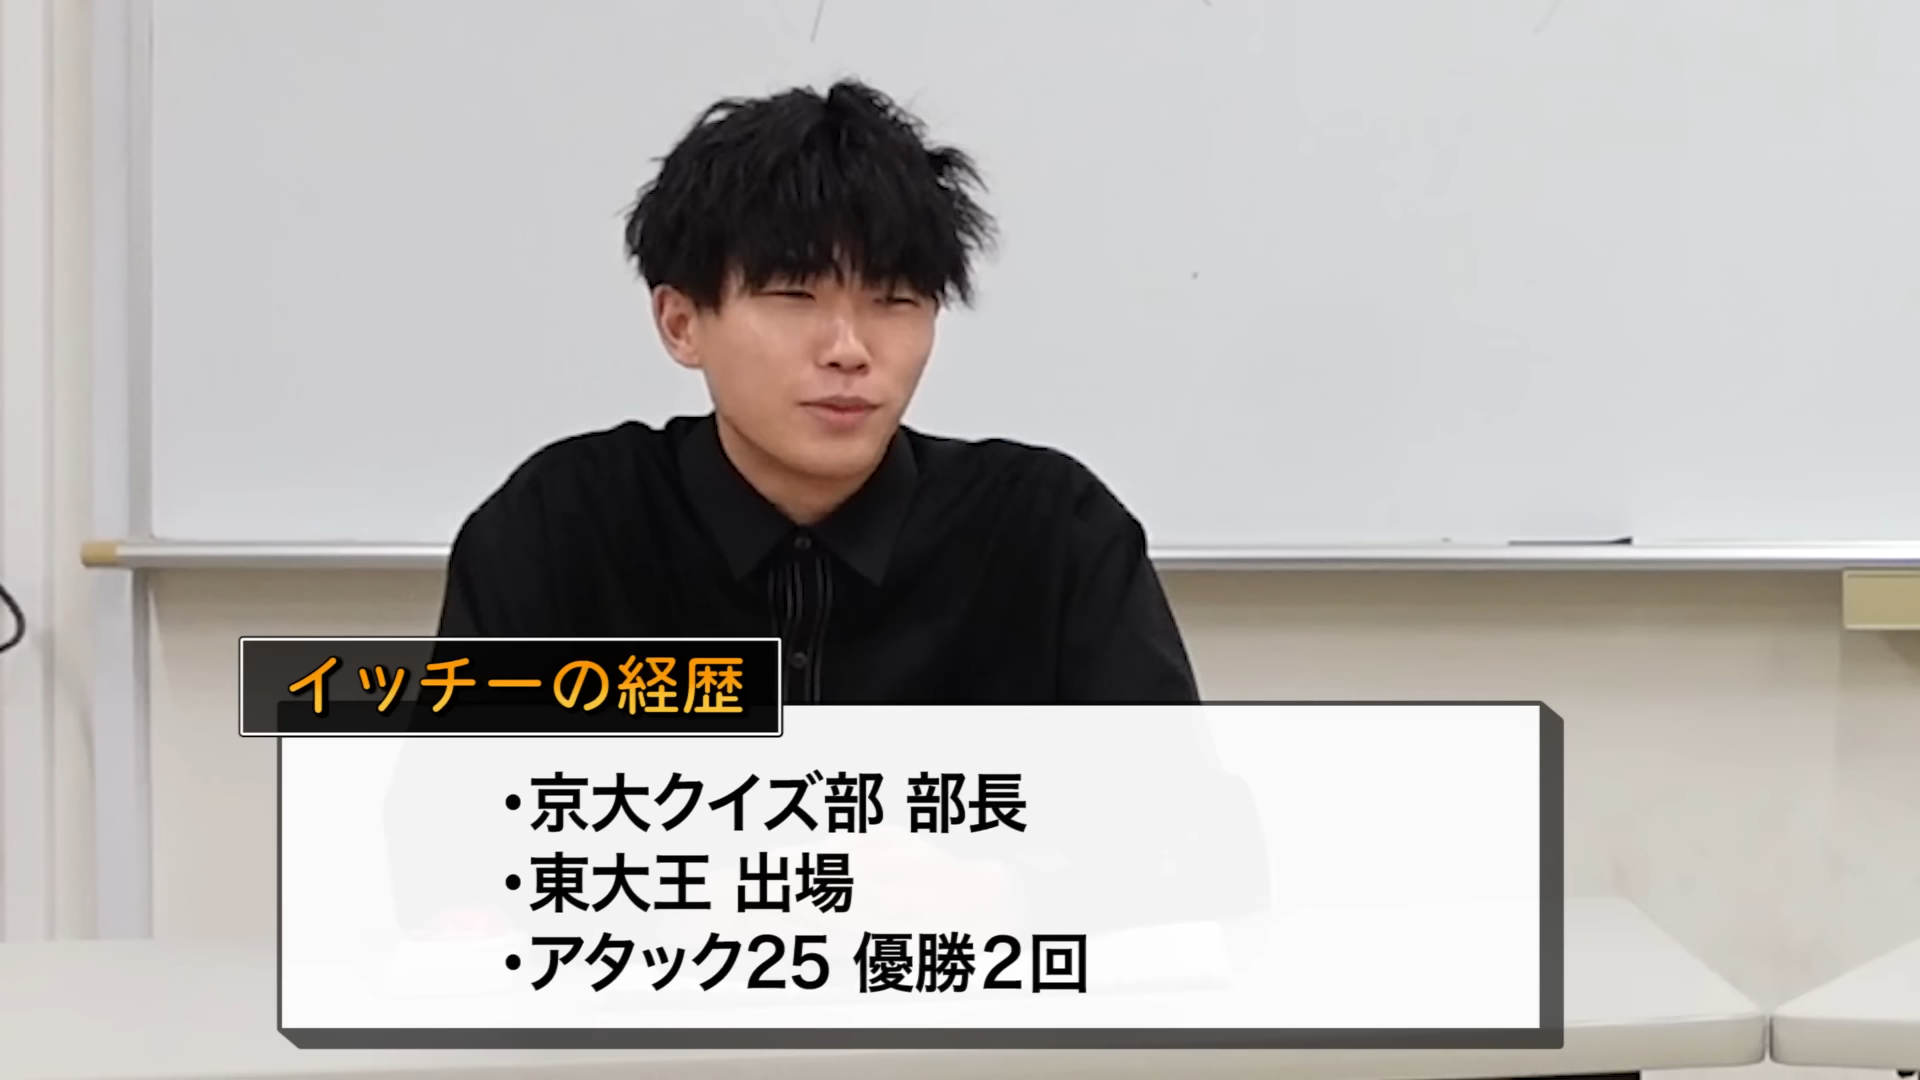 イッチーの経歴
・京大クイズ部 部長
・東大王 出場
・アタック25 優勝2回